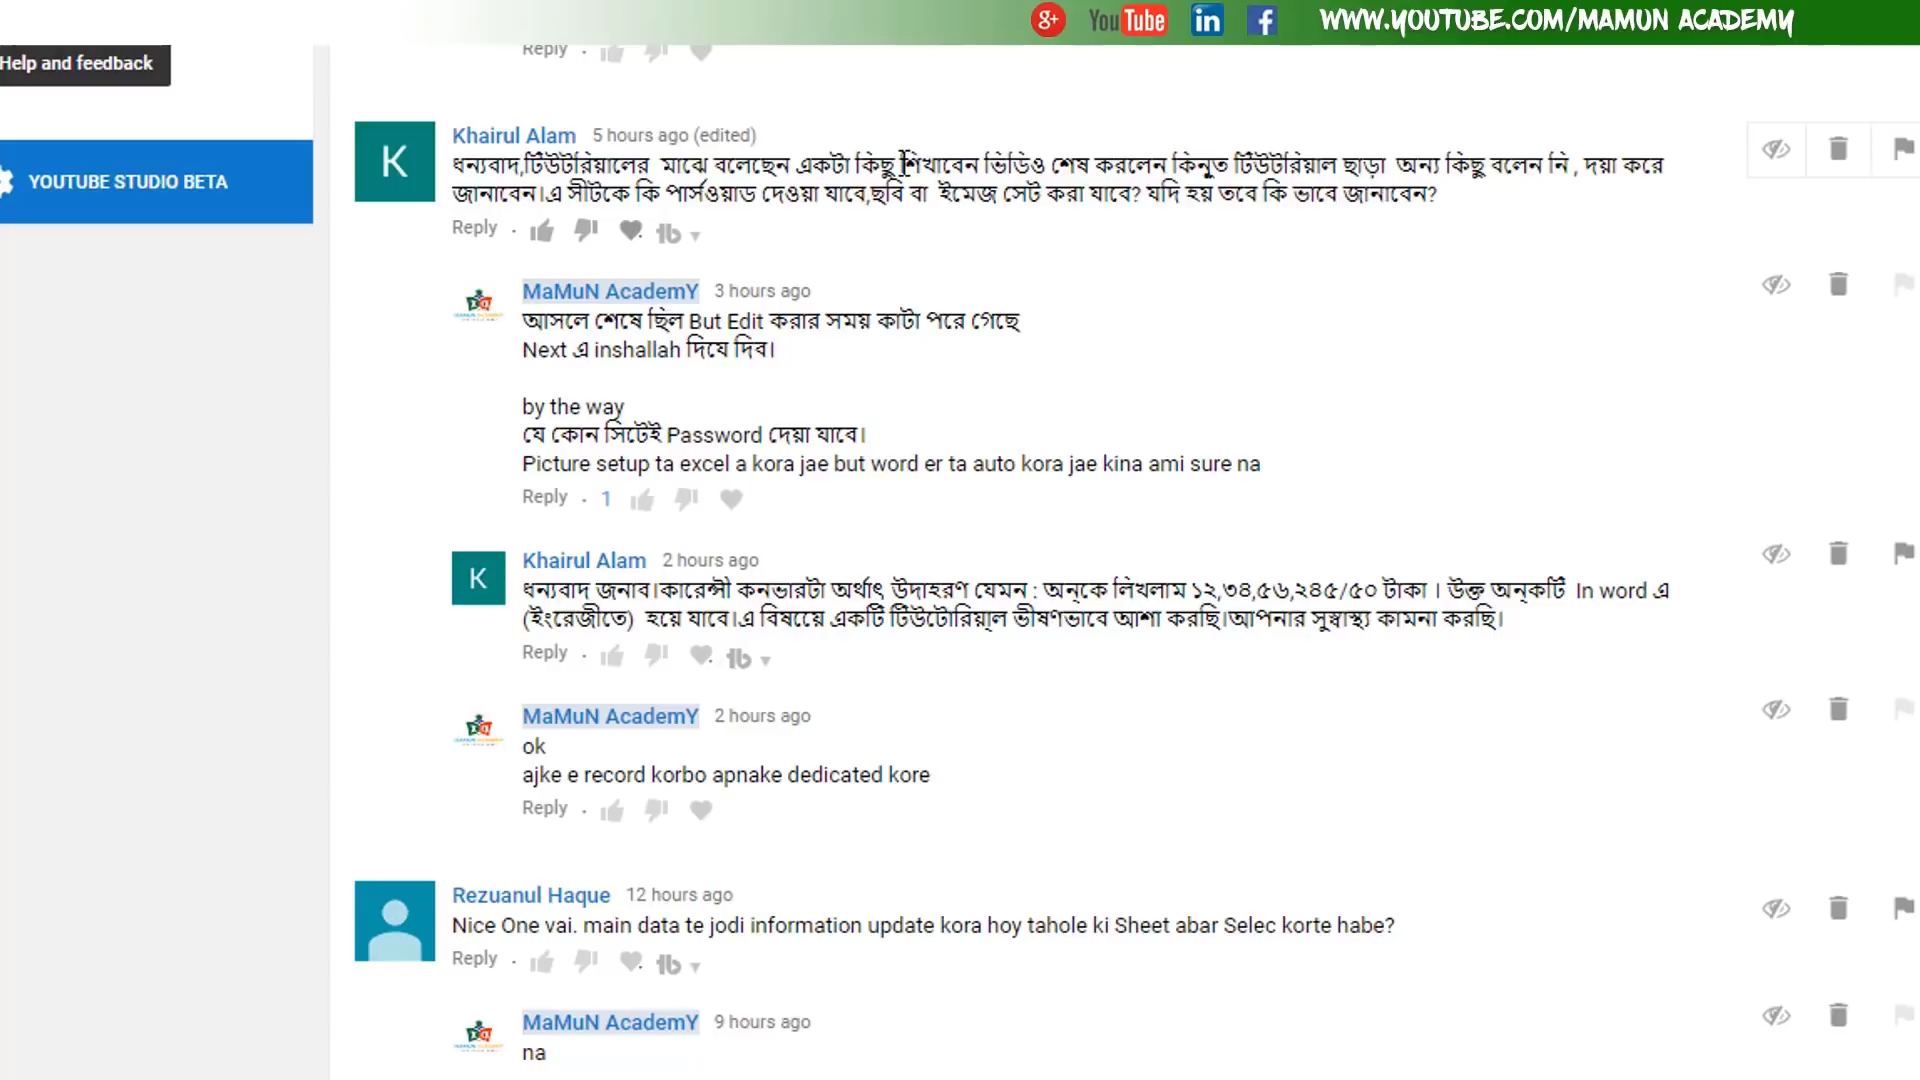 You Tube in f WWW.YOUTUBE.COM/MAMUN ACADEMY
Help and feedback
Reply
YOUTUBE STUDIO BETA
K
Khairul Alam 5 hours ago (edited)
ধন্যবাদ,টিউটরিয়ালের মাঝে বলেছেন একটা কিছু শিখাবেন ভিডিও শেষ করলেন কিনুত টিউটরিয়াল ছাড়া অন্য কিছু বলেন নি , দয়া করে
জানাবেন।এ সীটকে কি পার্সওয়াড দেওয়া যাবে,ছবি বা ইমেজ সেট করা যাবে? যদি হয় তবে কি ভাবে জানাবেন?
Reply
MaMuN AcademY 3 hours ago
আসলে শেষে ছিল But Edit করার সময় কাটা পরে গেছে
Next এ inshallah দিযে দিব।
by the way
যে কোন সিটেই Password দেয়া যাবে।
Picture setup ta excel a kora jae but word er ta auto kora jae kina ami sure na
Reply . 1
K
Khairul Alam 2 hours ago
ধন্যবাদ জনাব।কারেন্সী কনভারটা অর্থাৎ উদাহরণ যেমন : অন্কে লিখলাম ১২,৩৪,৫৬,২৪৫/৫০ টাকা । উক্ত অন্কটি In word এ
(ইংরেজীতে) হয়ে যাবে।এ বিষয়ে একটি টিউটোরিয়াল ভীষণভাবে আশা করছি।আপনার সুস্বাস্থ্য কামনা করছি।
Reply
MaMuN AcademY 2 hours ago
ok
ajke e record korbo apnake dedicated kore
Reply
Rezuanul Haque 12 hours ago
Nice One vai. main data te jodi information update kora hoy tahole ki Sheet abar Selec korte habe?
Reply
MaMuN AcademY 9 hours ago
na